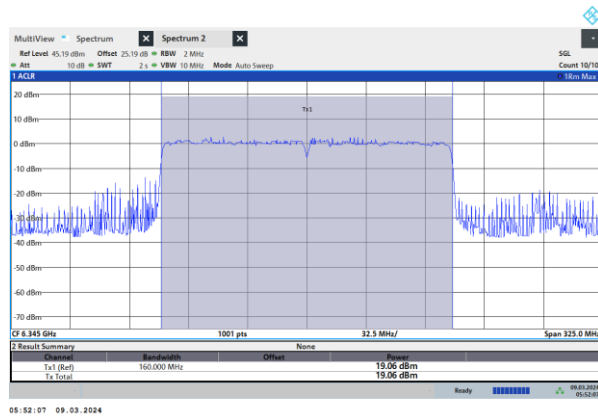 MultiView Spectrum X Spectrum 2 X
Ref Level 45.19 dBm Offset 25.19 dB RBW 2 MHz SGL
Att 10 dB SWT 2 s VBW 10 MHz Mode Auto Sweep Count 10/10
1 ACLR 1Rm Max
20 dBm
Tx1
10 dBm
0 dBm
-10 dBm
-20 dBm
-30 dBm
-40 dBm
-50 dBm
-60 dBm
-70 dBm
CF 6.345 GHz 1001 pts 32.5 MHz/ Span 325.0 MHz
2 Result Summary None
Channel Bandwidth Offset Power
Tx1 (Ref) 160.000 MHz 19.06 dBm
Tx Total 19.06 dBm
Ready 09.03.2024
05:52:07
05:52:07 09.03.2024